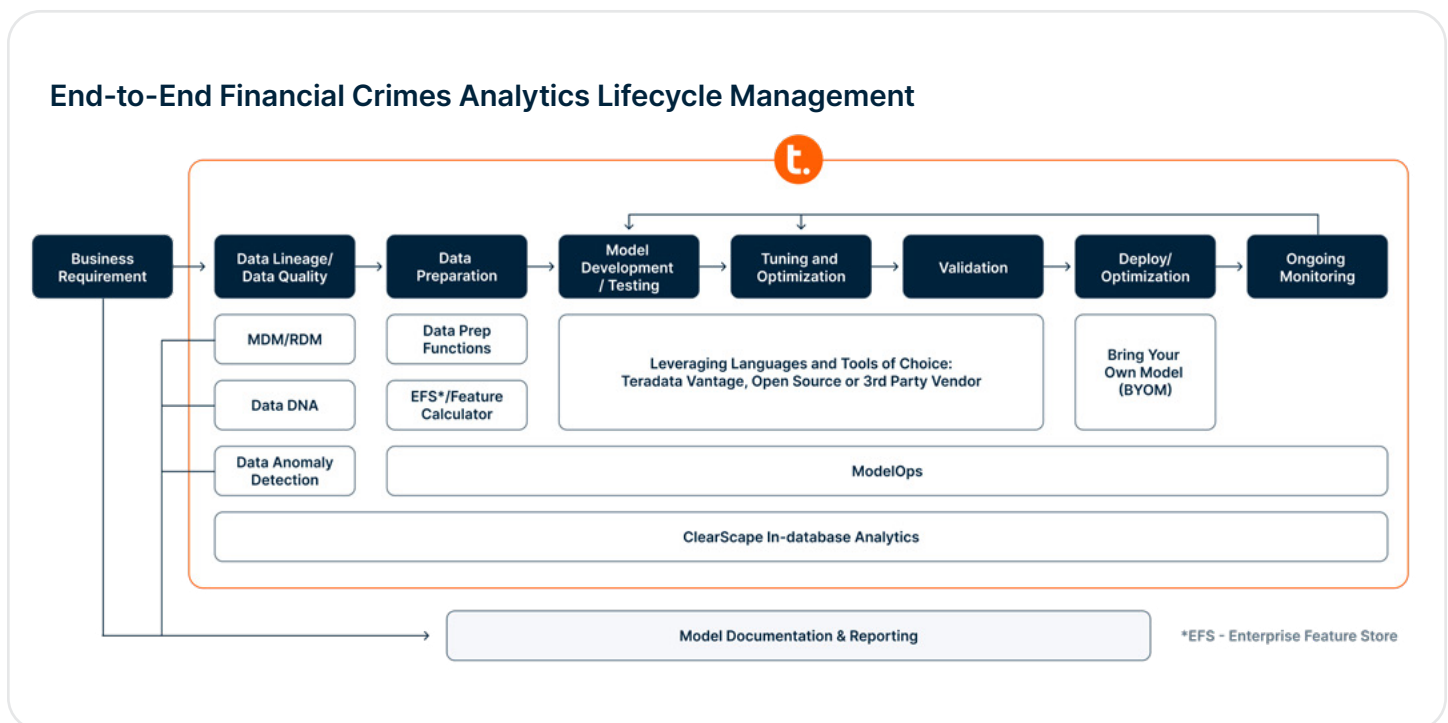 End-to-End Financial Crimes Analytics Lifecycle Management
t.
Business
Requirement
Data Lineage/
Data Quality
Data
Preparation
Model
Development
/ Testing
Tuning and
Optimization
Validation
Deploy/
Optimization
Ongoing
Monitoring
MDM/RDM
Data Prep
Functions
Leveraging Languages and Tools of Choice:
Teradata Vantage, Open Source or 3rd Party Vendor
Bring Your
Own Model
(BYOM)
Data DNA
EFS*/Feature
Calculator
Data Anomaly
Detection
ModelOps
ClearScape In-database Analytics
Model Documentation & Reporting
*EFS - Enterprise Feature Store